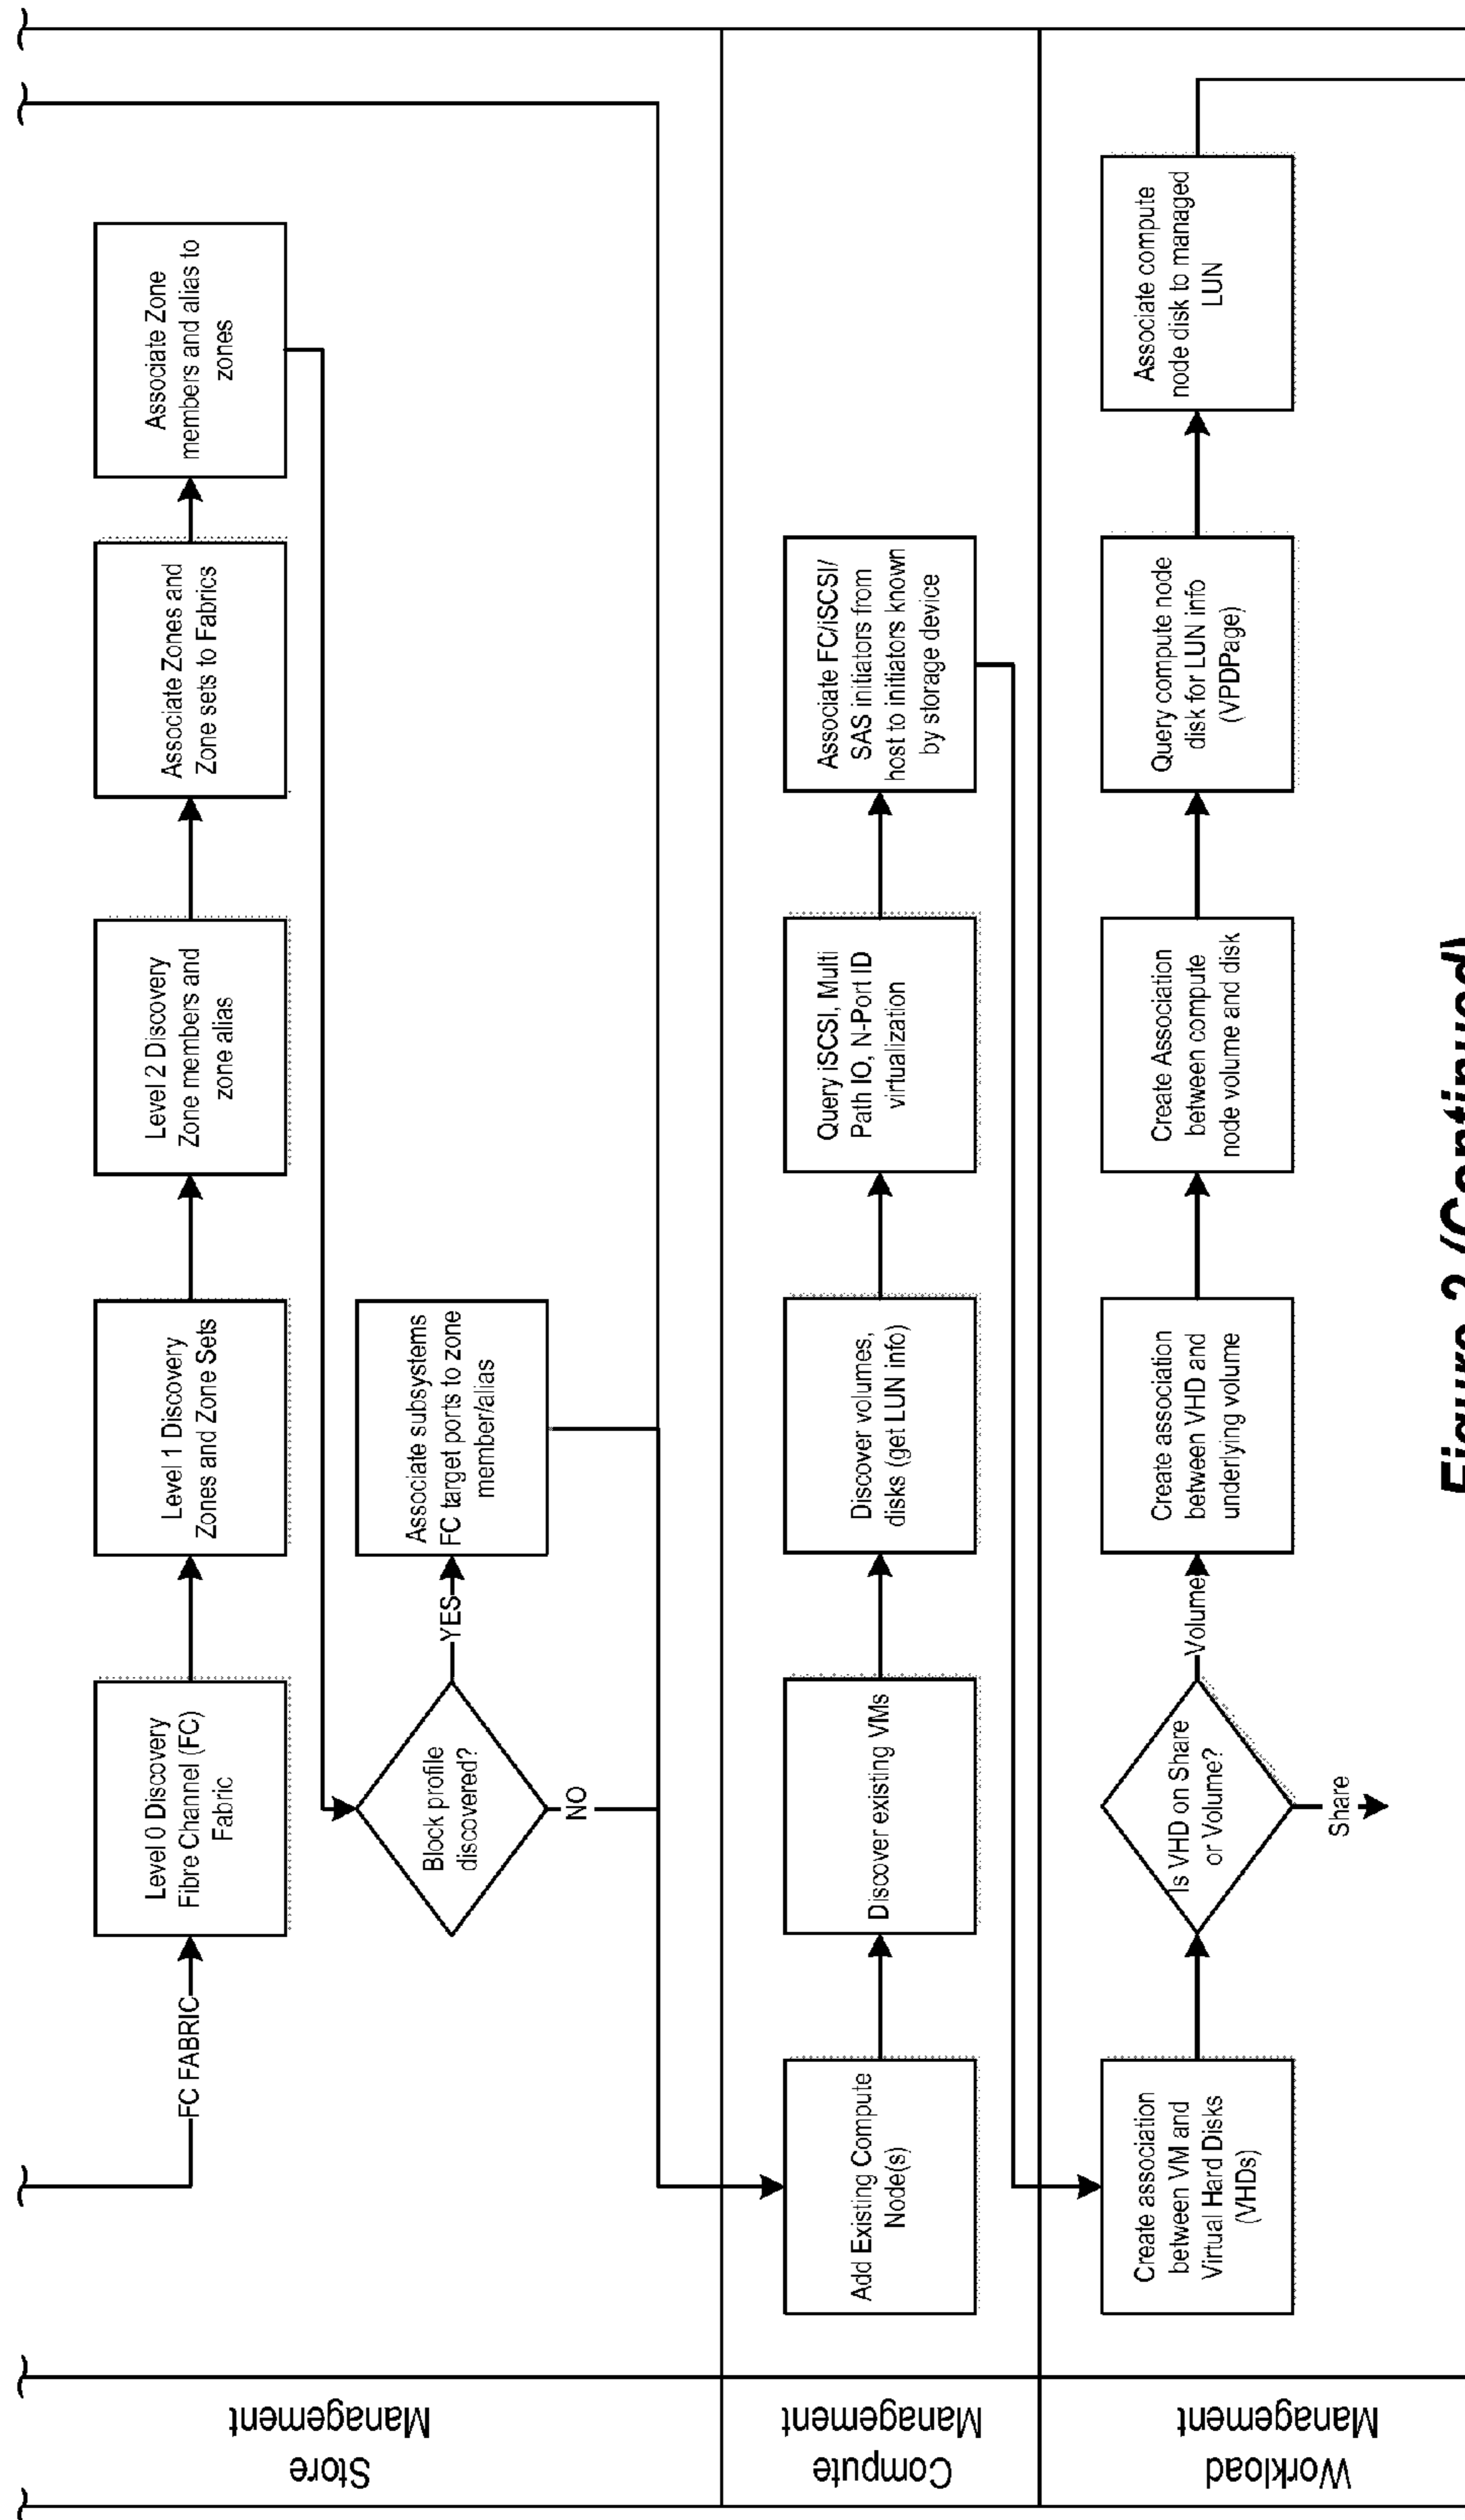 Store
Management
FC FABRIC
Level 0 Discovery
Fibre Channel (FC)
Fabric
Level 1 Discovery
Zones and Zone Sets
Level 2 Discovery
Zone members and
zone alias
Associate Zones and
Zone sets to Fabrics
Associate Zone
members and alias to
zones
Block profile
discovered?
YES
NO
Associate subsystems
FC target ports to zone
member/alias
Compute
Management
Add Existing Compute
Node(s)
Discover existing VMs
Discover volumes,
disks (get LUN info)
Query iSCSI, Multi
Path IO, N-Port ID
virtualization
Associate FC/iSCSI/
SAS initiators from
host to initiators known
by storage device
Workload
Management
Create association
between VM and
Virtual Hard Disks
(VHDs)
Is VHD on Share
or Volume?
Volume
Share
Create association
between VHD and
underlying volume
Create Association
between compute
node volume and disk
Query compute node
disk for LUN info
(VPDPage)
Associate compute
node disk to managed
LUN
(Continued)